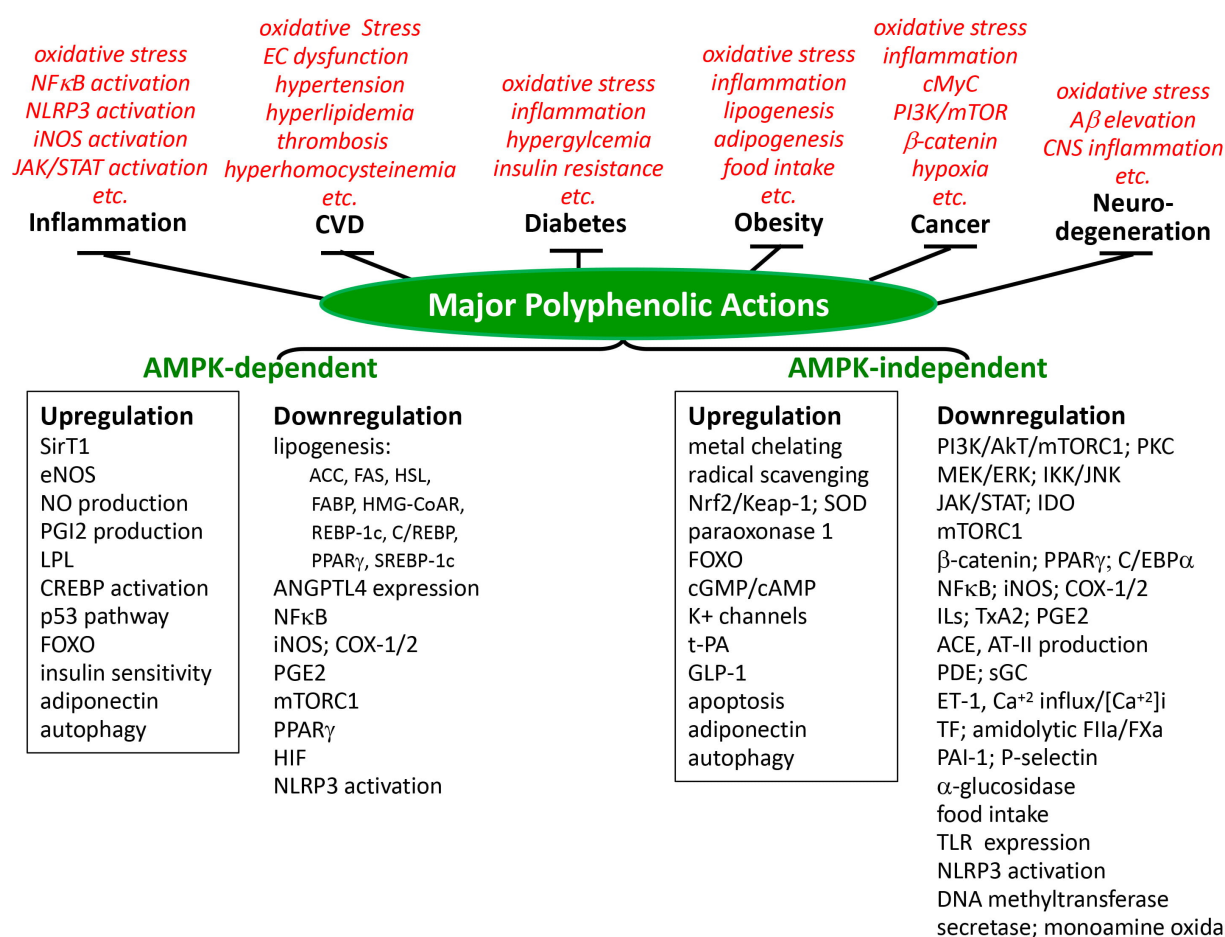 oxidative stress
NFκB activation
NLRP3 activation
iNOS activation
JAK/STAT activation
etc.
Inflammation
oxidative  Stress
EC dysfunction
hypertension
hyperlipidemia
thrombosis
hyperhomocysteinemia
etc.
CVD
oxidative stress
inflammation
hypergylcemia
insulin resistance
etc.
Diabetes
oxidative stress
inflammation
lipogenesis
adipogenesis
food intake
etc.
Obesity
oxidative stress
inflammation
cMyC
PI3K/mTOR
β-catenin
hypoxia
etc.
Cancer
oxidative stress
Aβ elevation
CNS inflammation
etc.
Neuro-
degeneration
Major Polyphenolic Actions
AMPK-dependent
Upregulation
SirT1
eNOS
NO production
PGI2 production
LPL
CREBP activation
p53 pathway
FOXO
insulin sensitivity
adiponectin
autophagy
Downregulation
lipogenesis:
ACC, FAS, HSL,
FABP, HMG-CoAR,
REBP-1c, C/REBP,
PPARγ, SREBP-1c
ANGPTL4 expression
NFκB
iNOS; COX-1/2
PGE2
mTORC1
PPARγ
HIF
NLRP3 activation
AMPK-independent
Upregulation
metal chelating
radical scavenging
Nrf2/Keap-1; SOD
paraoxonase 1
FOXO
cGMP/cAMP
K+ channels
t-PA
GLP-1
apoptosis
adiponectin
autophagy
Downregulation
PI3K/AkT/mTORC1; PKC
MEK/ERK; IKK/JNK
JAK/STAT; IDO
mTORC1
β-catenin; PPARγ; C/EBPα
NFκB; iNOS; COX-1/2
ILs; TxA2; PGE2
ACE, AT-II production
PDE; sGC
ET-1, Ca⁺² influx/[Ca⁺²]i
TF; amidolytic FIIa/FXa
PAI-1; P-selectin
α-glucosidase
food intake
TLR  expression
NLRP3 activation
DNA methyltransferase
secretase; monoamine oxida